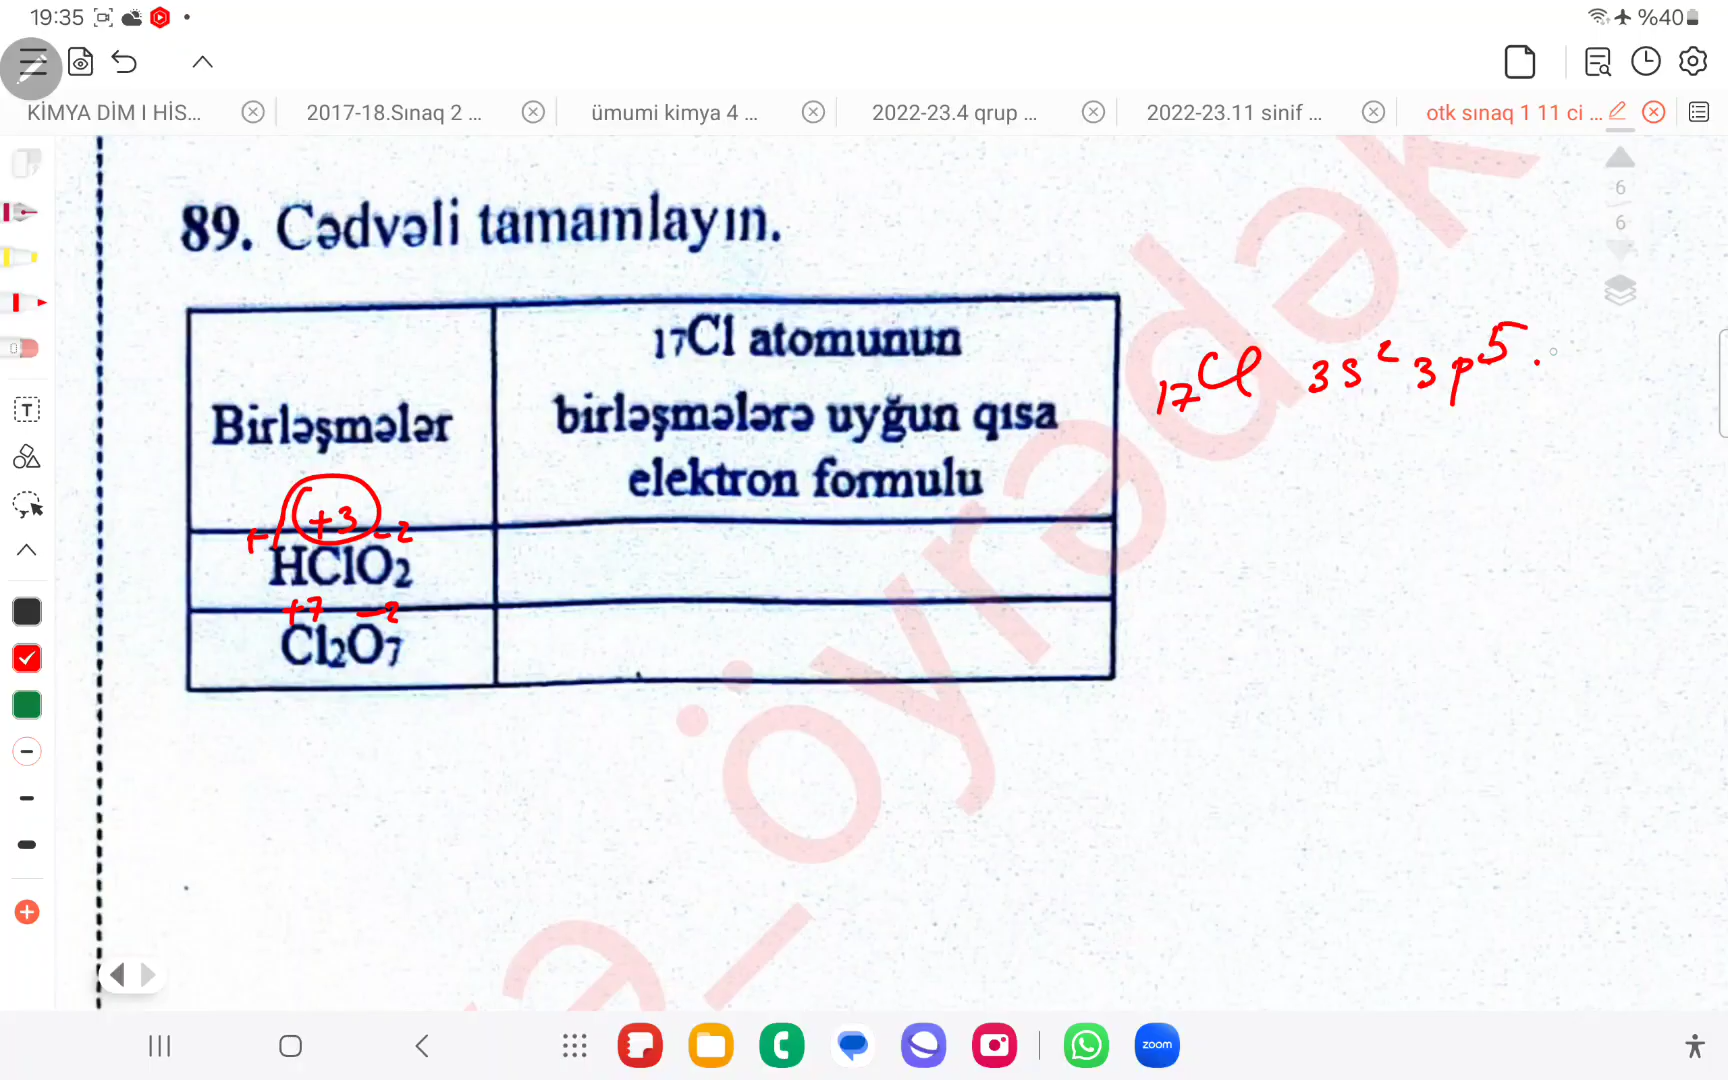 19:35
%40
KİMYA DİM I HİS...
2017-18.Sınaq 2 ...
ümumi kimya 4 ...
2022-23.4 qrup ...
2022-23.11 sinif ...
otk sınaq 1 11 ci ...
6
6
89. Cədvəli tamamlayın.
Birləşmələr
₁₇Cl atomunun
birləşmələrə uyğun qısa
elektron formulu
₁₇Cl 3s² 3p⁵.
+1 +3 -2
HClO₂
+7 -2
Cl₂O₇
ə_öyrədək
T
zoom